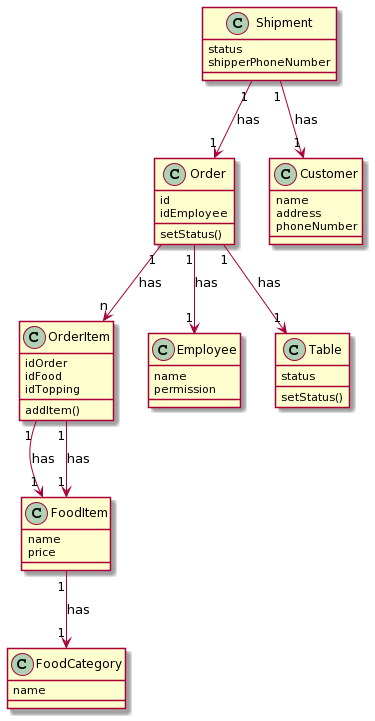 C Shipment
status
shipperPhoneNumber
1 1
has has
1 1
C Order
id
idEmployee
setStatus()
C Customer
name
address
phoneNumber
1 1 1
has has has
n 1 1
C OrderItem
idOrder
idFood
idTopping
addItem()
C Employee
name
permission
C Table
status
setStatus()
1 1
has has
1 1
C FoodItem
name
price
1
has
1
C FoodCategory
name